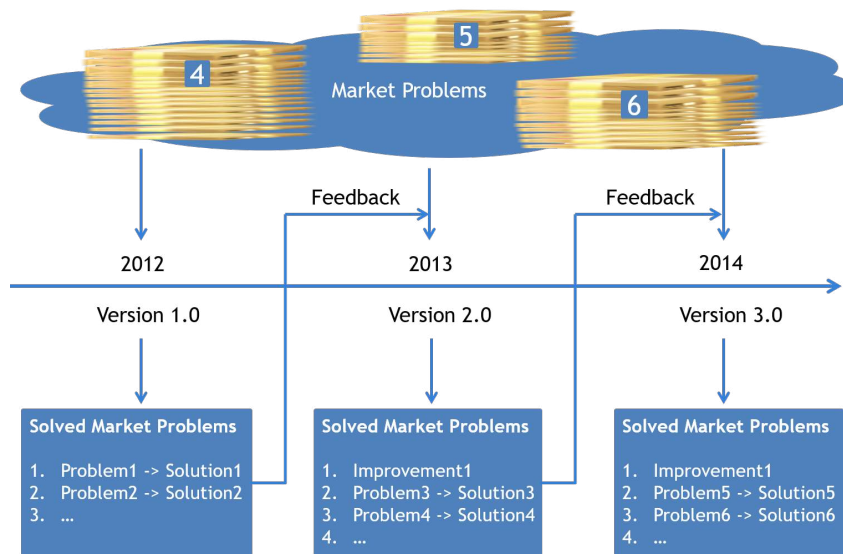 5
4
Market Problems
6
Feedback
Feedback
2012
2013
2014
Version 1.0
Version 2.0
Version 3.0
Solved Market Problems
1. Problem1 -> Solution1
2. Problem2 -> Solution2
3. ...
Solved Market Problems
1. Improvement1
2. Problem3 -> Solution3
3. Problem4 -> Solution4
4. ...
Solved Market Problems
1. Improvement1
2. Problem5 -> Solution5
3. Problem6 -> Solution6
4. ...